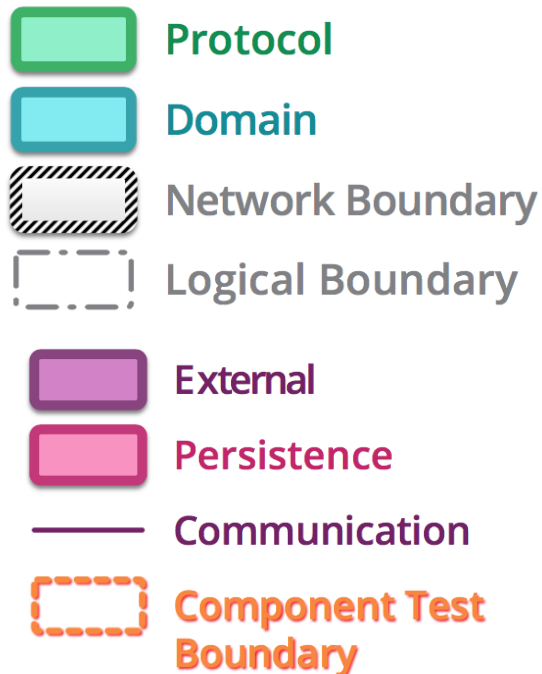 Protocol
Domain
Network Boundary
Logical Boundary
External
Persistence
Communication
Component Test
Boundary